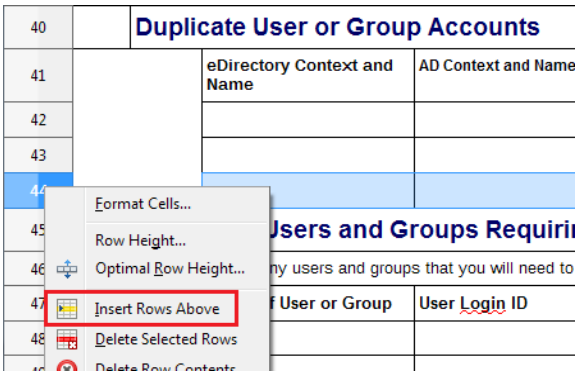 40 Duplicate User or Group Accounts
41 eDirectory Context and Name AD Context and Name
42
43
44
Format Cells...
45 Users and Groups Requiri
Row Height...
46 Optimal Row Height... ny users and groups that you will need to
47 Insert Rows Above f User or Group User Login ID
48 Delete Selected Rows
Delete Row Contents